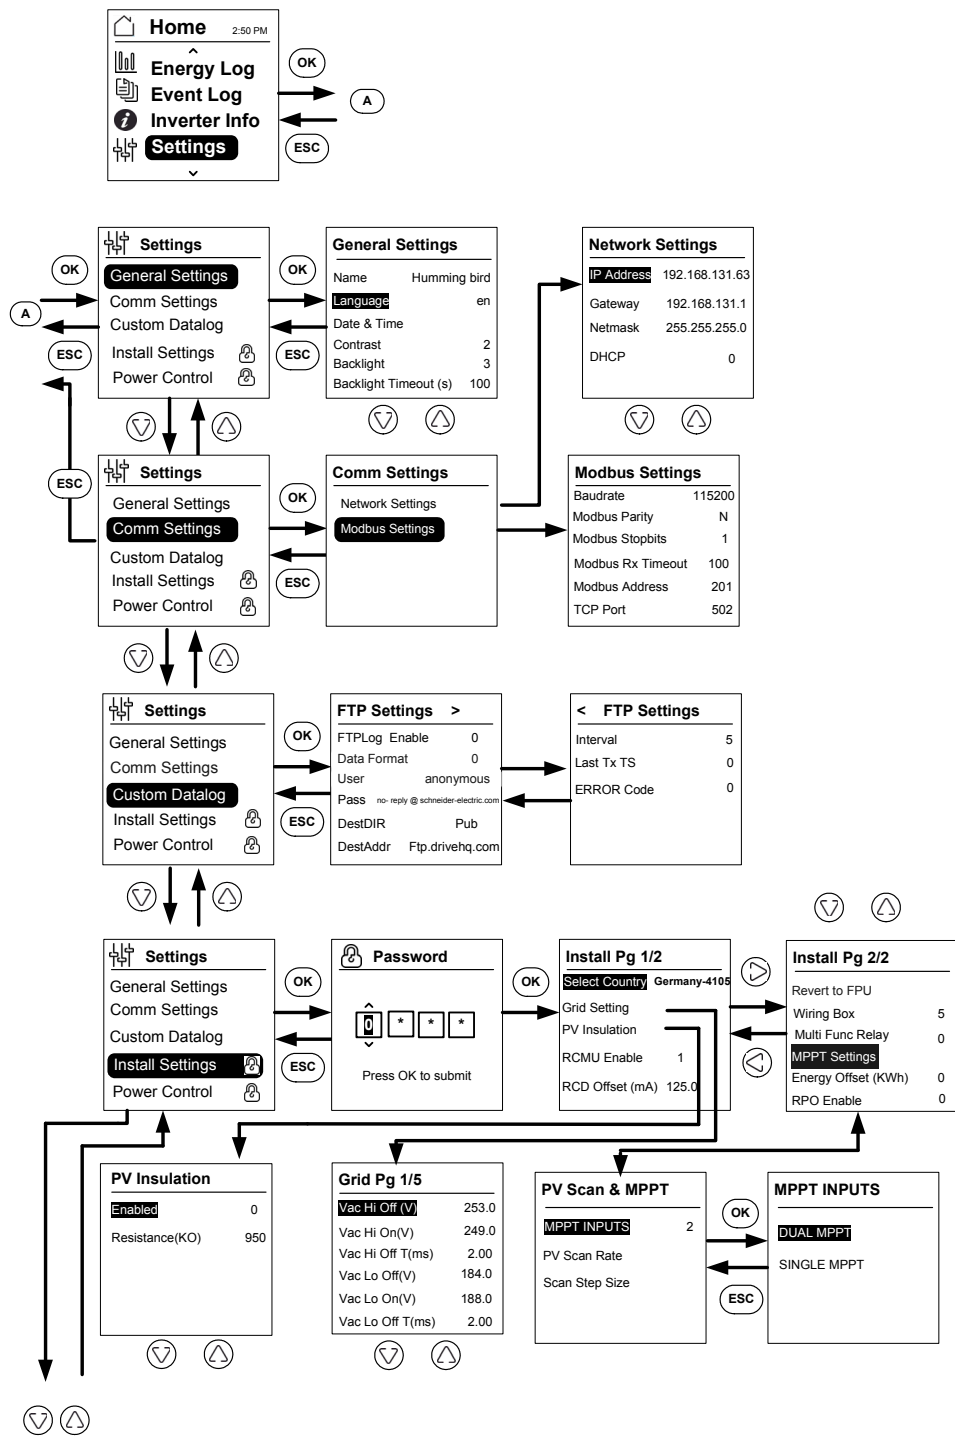 Home 2:50 PM
Energy Log
Event Log
Inverter Info
Settings
OK
ESC
A
A
OK
ESC
Settings
General Settings
Comm Settings
Custom Datalog
Install Settings
Power Control
OK
ESC
General Settings
Name Humming bird
Language en
Date & Time
Contrast 2
Backlight 3
Backlight Timeout (s) 100
Network Settings
IP Address 192.168.131.63
Gateway 192.168.131.1
Netmask 255.255.255.0
DHCP 0
ESC
Settings
General Settings
Comm Settings
Custom Datalog
Install Settings
Power Control
OK
ESC
Comm Settings
Network Settings
Modbus Settings
Modbus Settings
Baudrate 115200
Modbus Parity N
Modbus Stopbits 1
Modbus Rx Timeout 100
Modbus Address 201
TCP Port 502
Settings
General Settings
Comm Settings
Custom Datalog
Install Settings
Power Control
OK
ESC
FTP Settings >
FTPLog Enable 0
Data Format 0
User anonymous
Pass no- reply @ schneider-electric.com
DestDIR Pub
DestAddr Ftp.drivehq.com
< FTP Settings
Interval 5
Last Tx TS 0
ERROR Code 0
Settings
General Settings
Comm Settings
Custom Datalog
Install Settings
Power Control
OK
ESC
Password
0 * * *
Press OK to submit
OK
Install Pg 1/2
Select Country Germany-4105
Grid Setting
PV Insulation
RCMU Enable 1
RCD Offset (mA) 125.0
Install Pg 2/2
Revert to FPU
Wiring Box 5
Multi Func Relay 0
MPPT Settings
Energy Offset (KWh) 0
RPO Enable 0
PV Insulation
Enabled 0
Resistance(KO) 950
Grid Pg 1/5
Vac Hi Off (V) 253.0
Vac Hi On(V) 249.0
Vac Hi Off T(ms) 2.00
Vac Lo Off(V) 184.0
Vac Lo On(V) 188.0
Vac Lo Off T(ms) 2.00
PV Scan & MPPT
MPPT INPUTS 2
PV Scan Rate
Scan Step Size
OK
ESC
MPPT INPUTS
DUAL MPPT
SINGLE MPPT